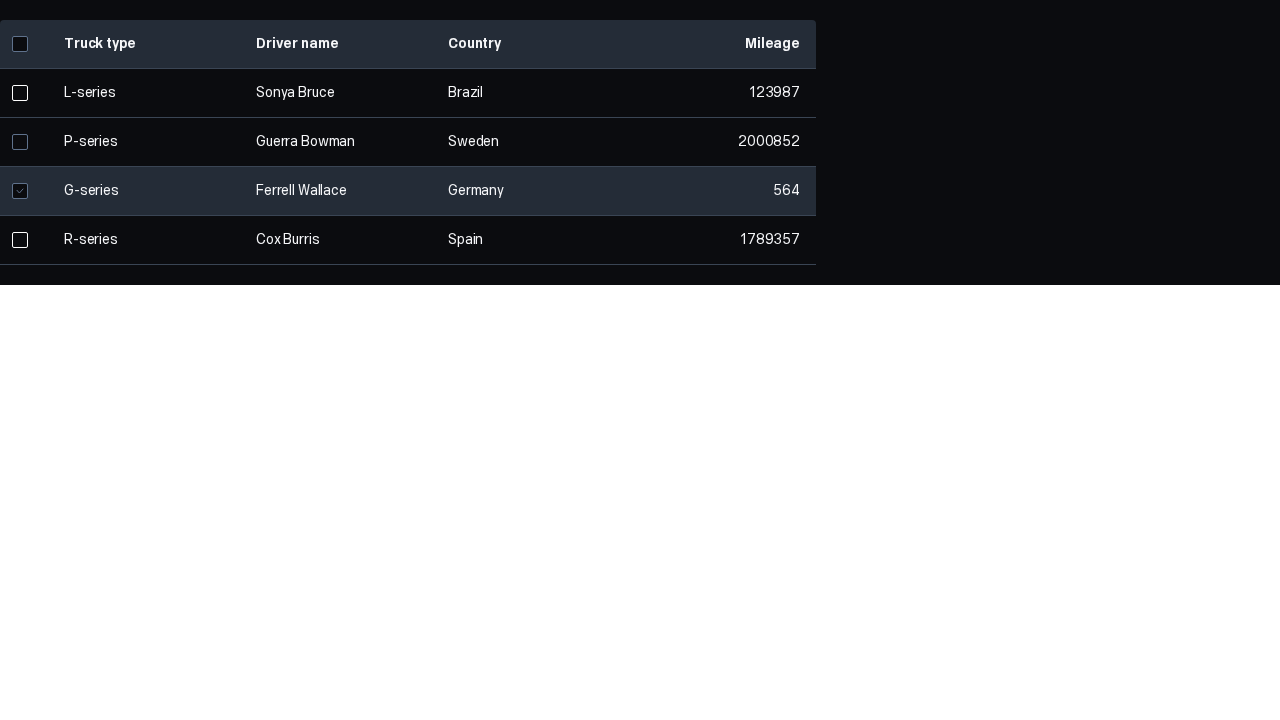 Truck type Driver name Country Mileage
L-series Sonya Bruce Brazil 123987
P-series Guerra Bowman Sweden 2000852
G-series Ferrell Wallace Germany 564
R-series Cox Burris Spain 1789357